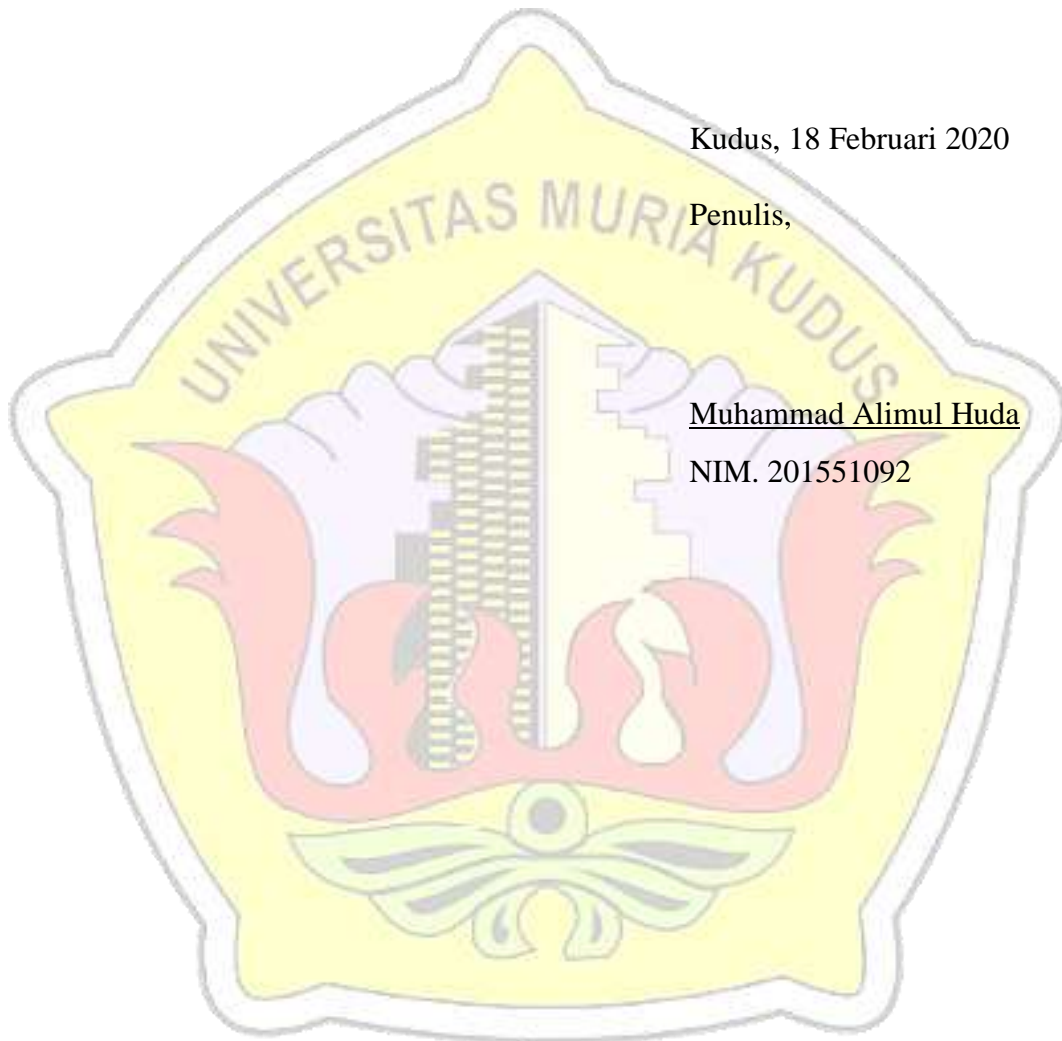 Kudus, 18 Februari 2020
Penulis,
UNIVERSITAS MURIA KUDUS
Muhammad Alimul Huda
NIM. 201551092